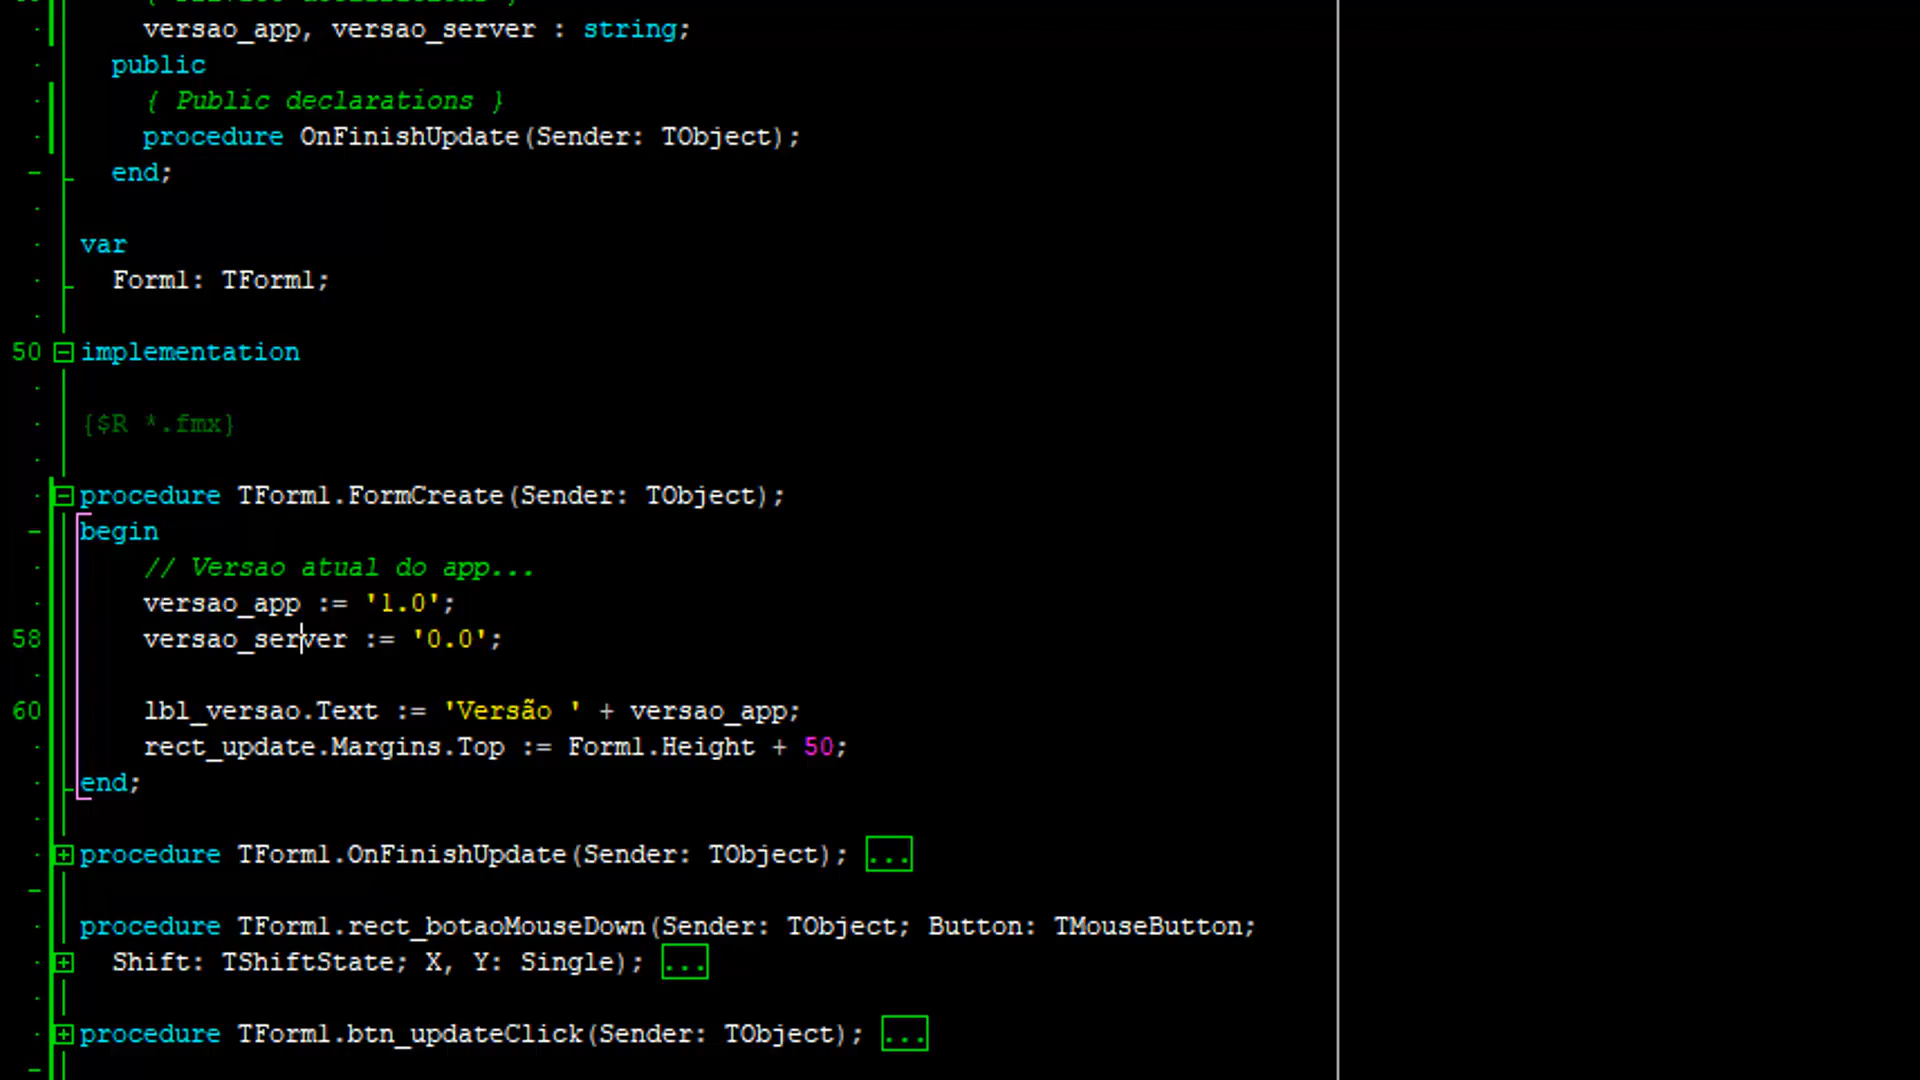 versao_app, versao_server : string;
public
{ Public declarations }
procedure OnFinishUpdate(Sender: TObject);
end;
var
Form1: TForm1;
50 implementation
{$R *.fmx}
procedure TForm1.FormCreate(Sender: TObject);
begin
// Versao atual do app...
versao_app := '1.0';
58 versao_server := '0.0';
60 lbl_versao.Text := 'Versão ' + versao_app;
rect_update.Margins.Top := Form1.Height + 50;
end;
procedure TForm1.OnFinishUpdate(Sender: TObject); ...
procedure TForm1.rect_botaoMouseDown(Sender: TObject; Button: TMouseButton;
Shift: TShiftState; X, Y: Single); ...
procedure TForm1.btn_updateClick(Sender: TObject); ...